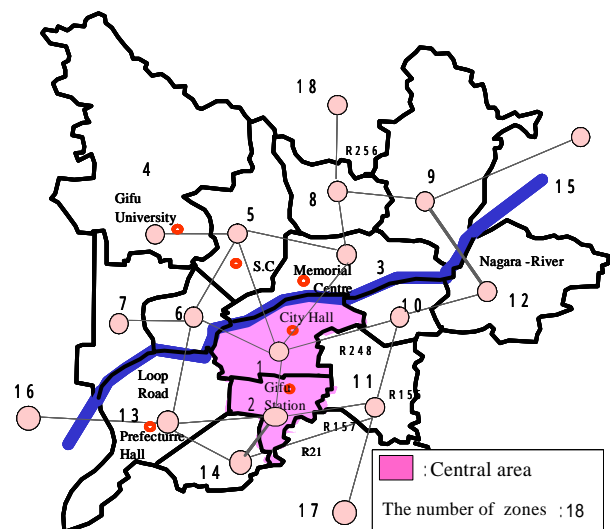 18
R256
4
9
Gifu
University
8
15
5
S.C
Memorial
Centre
3
Nagara -River
7
6
City Hall
10
12
1
R248
Loop
Road
Gifu
Station
11
R155
16
13
2
R157
Prefecturre
Hall
R21
14
: Central area
17
The number of zones :18